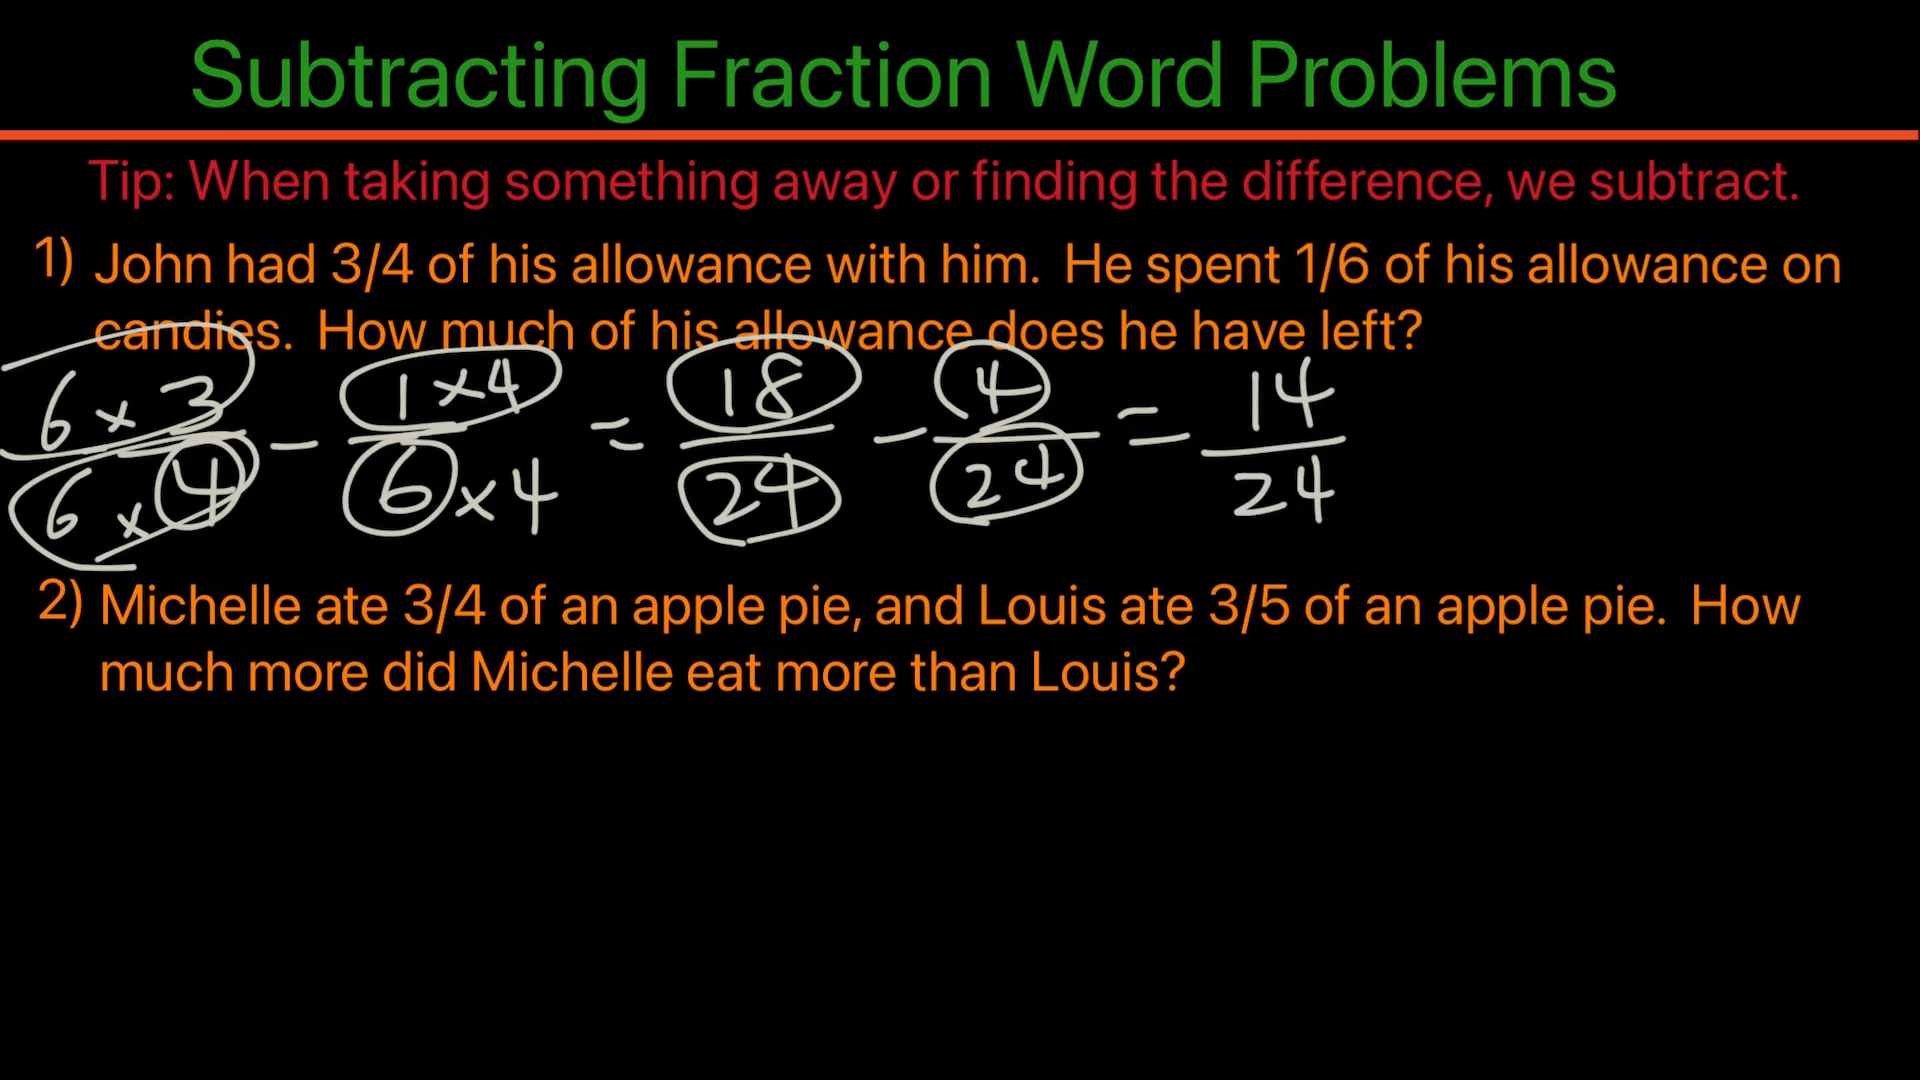 Subtracting Fraction Word Problems
Tip: When taking something away or finding the difference, we subtract.
1) John had 3/4 of his allowance with him. He spent 1/6 of his allowance on
candies. How much of his allowance does he have left?
6 x 3 / 6 x 4 - 1 x 4 / 6 x 4 = 18 / 24 - 4 / 24 = 14 / 24
2) Michelle ate 3/4 of an apple pie, and Louis ate 3/5 of an apple pie. How
much more did Michelle eat more than Louis?